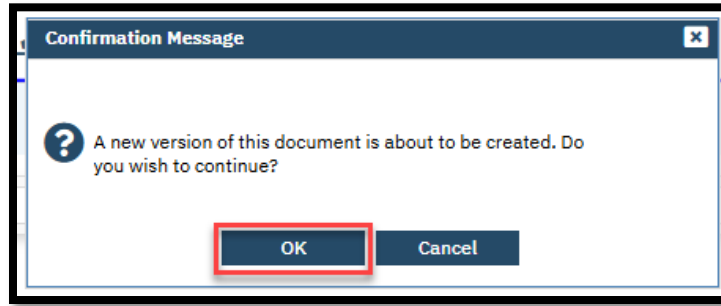 Confirmation Message
A new version of this document is about to be created. Do
you wish to continue?
OK Cancel